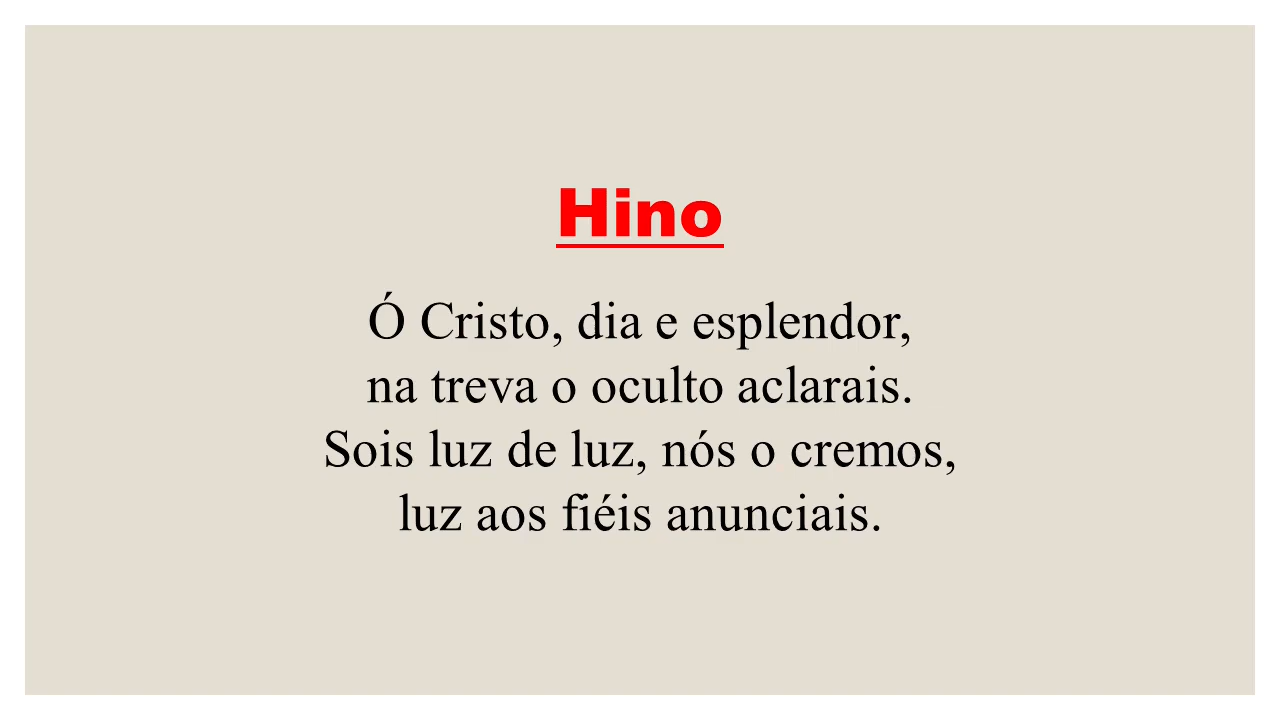 Hino
Ó Cristo, dia e esplendor,
na treva o oculto aclarais.
Sois luz de luz, nós o cremos,
luz aos fiéis anunciais.